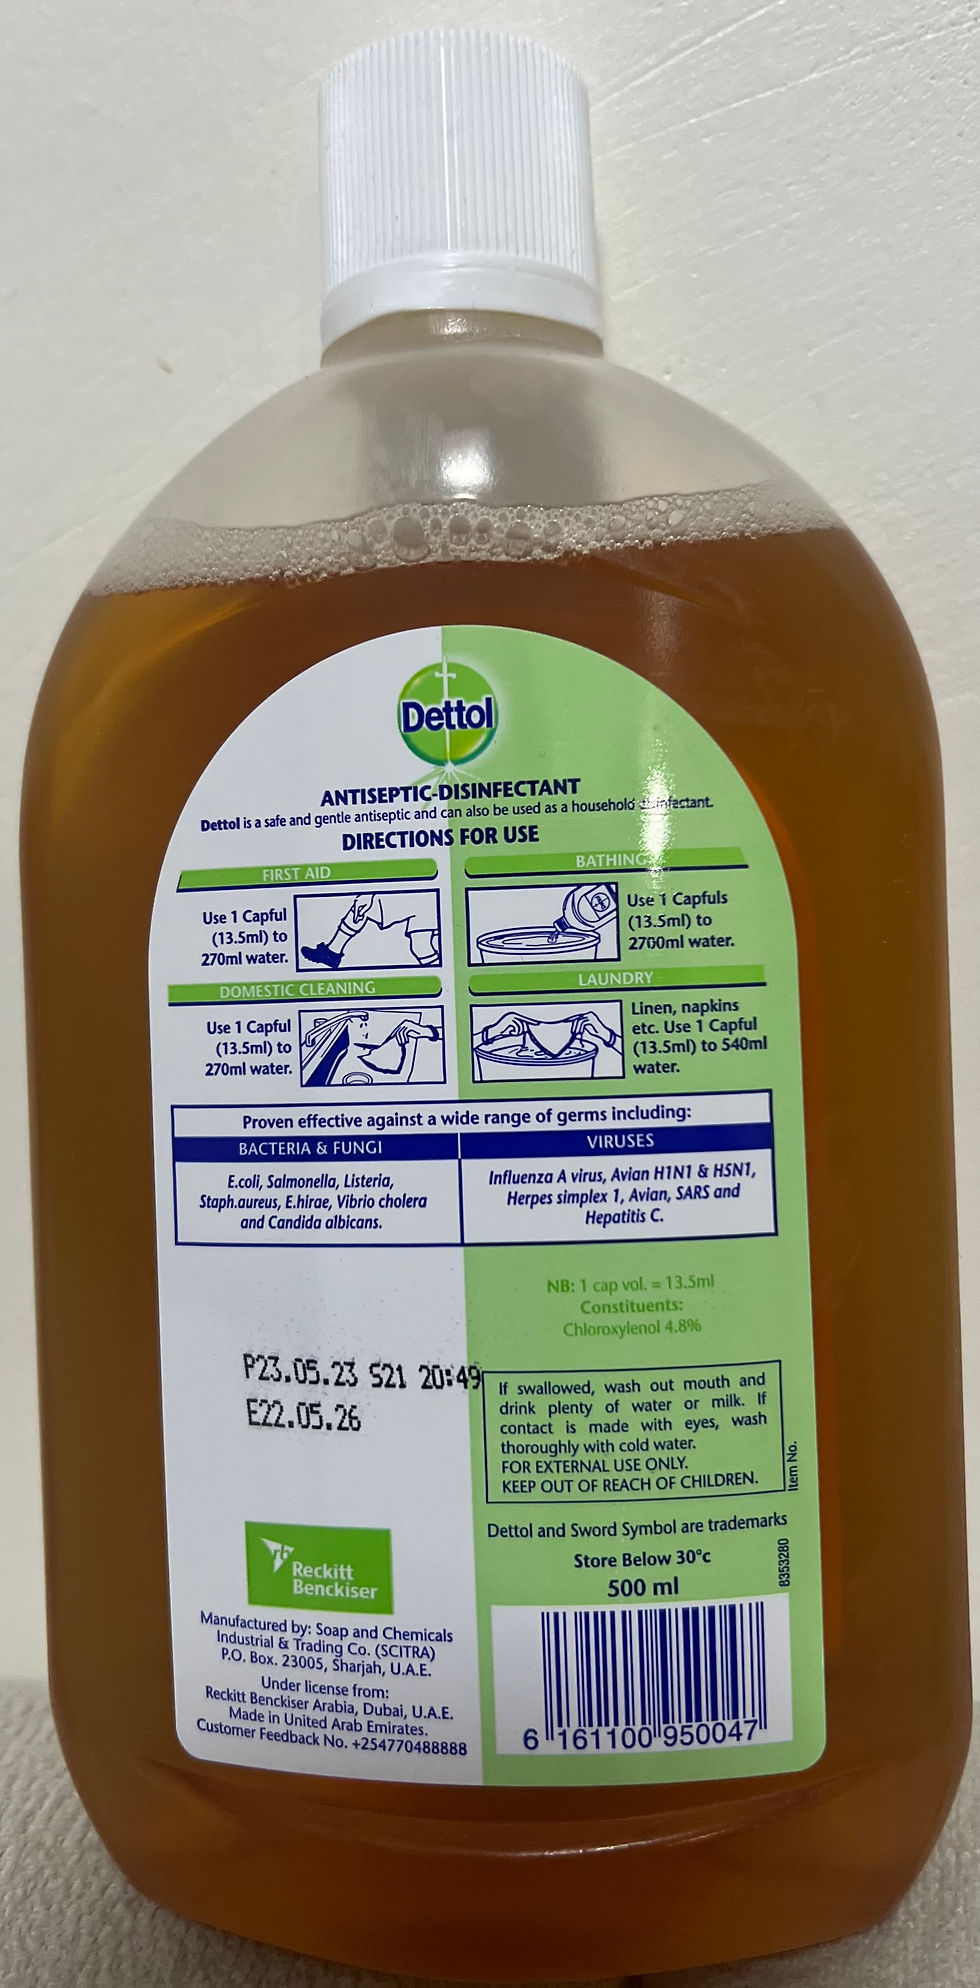 Dettol
ANTISEPTIC-DISINFECTANT
Dettol is a safe and gentle antiseptic and can also be used as a household disinfectant.
DIRECTIONS FOR USE
FIRST AID
Use 1 Capful
(13.5ml) to
270ml water.
BATHING
Use 1 Capfuls
(13.5ml) to
2700ml water.
DOMESTIC CLEANING
Use 1 Capful
(13.5ml) to
270ml water.
LAUNDRY
Linen, napkins
etc. Use 1 Capful
(13.5ml) to 540ml
water.
Proven effective against a wide range of germs including:
BACTERIA & FUNGI
E.coli, Salmonella, Listeria,
Staph.aureus, E.hirae, Vibrio cholera
and Candida albicans.
VIRUSES
Influenza A virus, Avian H1N1 & H5N1,
Herpes simplex 1, Avian, SARS and
Hepatitis C.
NB: 1 cap vol. = 13.5ml
Constituents:
Chloroxylenol 4.8%
P23.05.23 S21 20:49
E22.05.26
If swallowed, wash out mouth and
drink plenty of water or milk. If
contact is made with eyes, wash
thoroughly with cold water.
FOR EXTERNAL USE ONLY.
KEEP OUT OF REACH OF CHILDREN.
Item No.
8353280
Dettol and Sword Symbol are trademarks
Store Below 30°c
500 ml
rb
Reckitt
Benckiser
Manufactured by: Soap and Chemicals
Industrial & Trading Co. (SCITRA)
P.O. Box. 23005, Sharjah, U.A.E.
Under license from:
Reckitt Benckiser Arabia, Dubai, U.A.E.
Made in United Arab Emirates.
Customer Feedback No. +254770488888
6 161100 950047